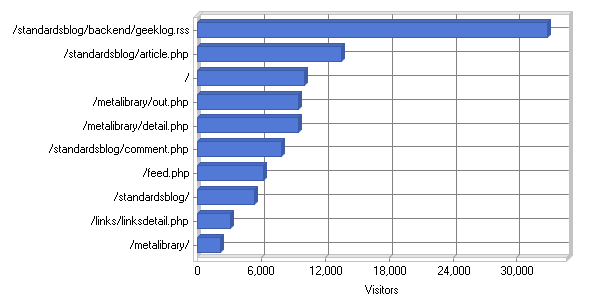 /standardsblog/backend/geeklog.rss
/standardsblog/article.php
/
/metalibrary/out.php
/metalibrary/detail.php
/standardsblog/comment.php
/feed.php
/standardsblog/
/links/linksdetail.php
/metalibrary/
0 6,000 12,000 18,000 24,000 30,000
Visitors